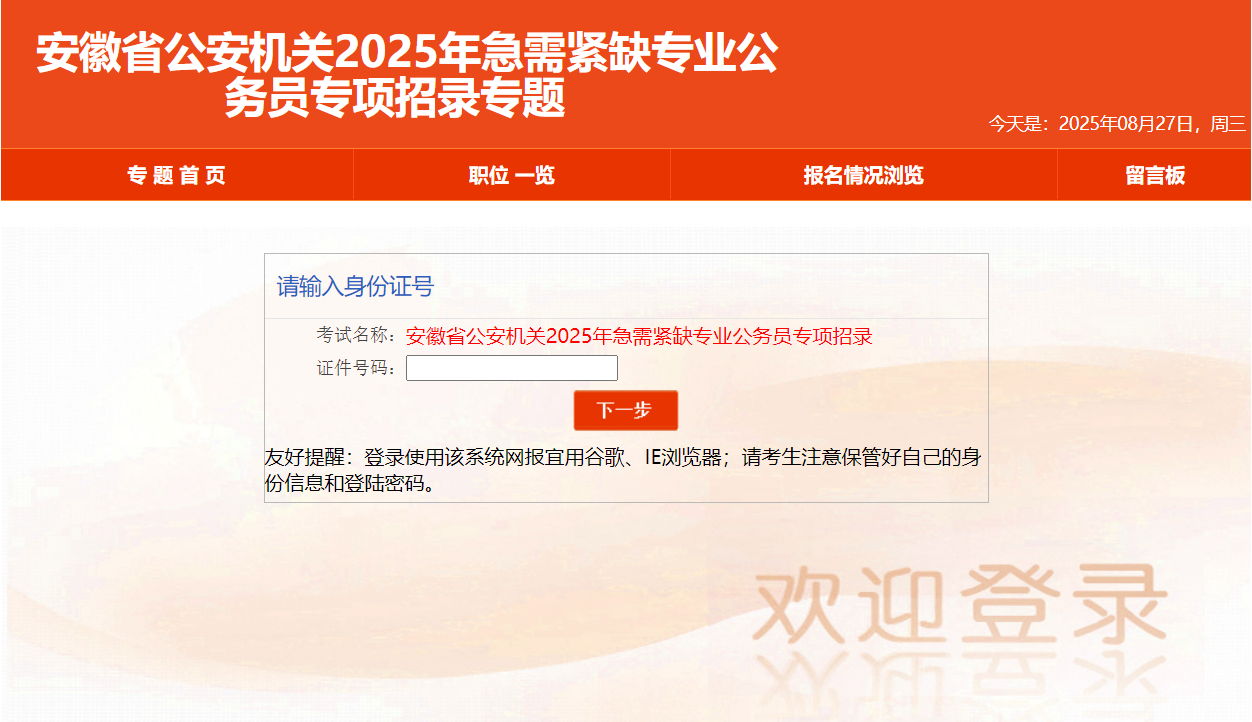 安徽省公安机关2025年急需紧缺专业公
务员专项招录专题
今天是：2025年08月27日，周三
专 题 首 页
职位 一览
报名情况浏览
留言板
请输入身份证号
考试名称：安徽省公安机关2025年急需紧缺专业公务员专项招录
证件号码：
下一步
友好提醒：登录使用该系统网报宜用谷歌、IE浏览器；请考生注意保管好自己的身
份信息和登陆密码。
欢迎登录